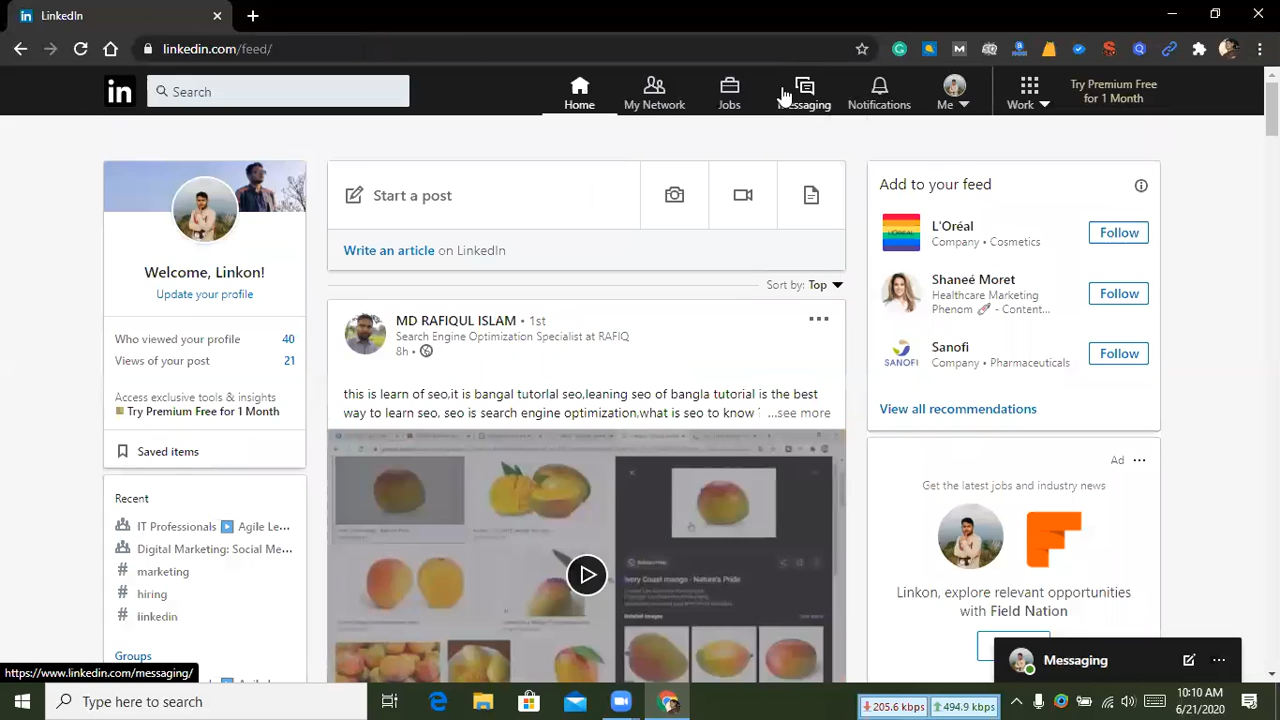 LinkedIn
linkedin.com/feed/
in
Search
Home
My Network
Jobs
Messaging
Notifications
Me
Work
Try Premium Free
for 1 Month
Welcome, Linkon!
Update your profile
Who viewed your profile 40
Views of your post 21
Access exclusive tools & insights
Try Premium Free for 1 Month
Saved items
Recent
IT Professionals ▶ Agile Le...
Digital Marketing: Social Me...
# marketing
# hiring
# linkedin
Groups
Start a post
Write an article on LinkedIn
Sort by: Top
MD RAFIQUL ISLAM • 1st
Search Engine Optimization Specialist at RAFIQ
8h •
this is learn of seo,it is bangal tutorlal seo,leaning seo of bangla tutorial is the best
way to learn seo, seo is search engine optimization,what is seo to know ...see more
Ivory Coast mango - Nature's Pride
Add to your feed
L'Oréal
Company • Cosmetics
Follow
Shaneé Moret
Healthcare Marketing
Phenom 🚀 - Content...
Follow
SANOFI
Sanofi
Company • Pharmaceuticals
Follow
View all recommendations
Ad
Get the latest jobs and industry news
Linkon, explore relevant opportunities
with Field Nation
Messaging
https://www.linkedin.com/messaging/
Type here to search
205.6 kbps
494.9 kbps
10:10 AM
6/21/2020